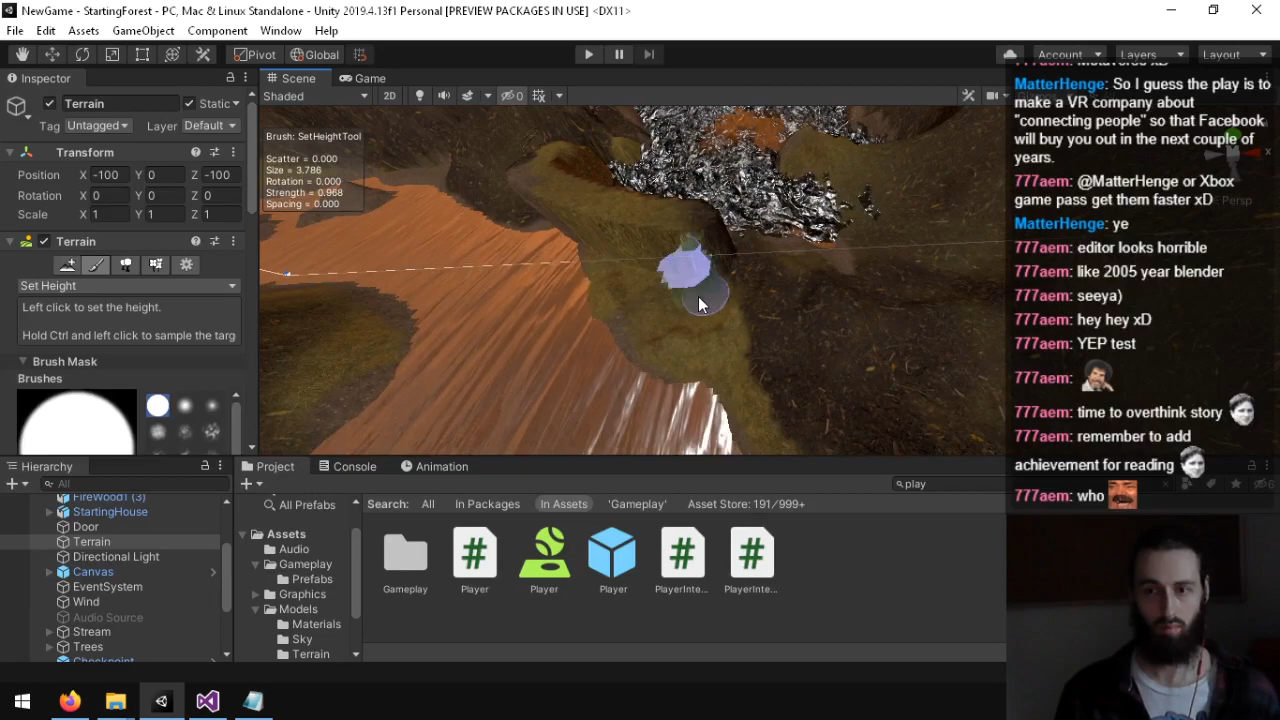 NewGame - StartingForest - PC, Mac & Linux Standalone - Unity 2019.4.13f1 Personal [PREVIEW PACKAGES IN USE] <DX11>
File Edit Assets GameObject Component Window Help
Pivot Global Account Layers Layout
Inspector
Scene Game
Shaded 2D 0
Terrain Static
Tag Untagged Layer Default
Transform
Position X -100 Y 0 Z -100
Rotation X 0 Y 0 Z 0
Scale X 1 Y 1 Z 1
Terrain
Set Height
Left click to set the height.
Hold Ctrl and left click to sample the targ
Brush Mask
Brushes
Brush: SetHeightTool
Scatter = 0.000
Size = 3.786
Rotation = 0.000
Strength = 0.968
Spacing = 0.000
x
Persp
MatterHenge: So I guess the play is to
make a VR company about
"connecting people" so that Facebook
will buy you out in the next couple of
years.
777aem: @MatterHenge or Xbox
game pass get them faster xD
MatterHenge: ye
777aem: editor looks horrible
777aem: like 2005 year blender
777aem: seeya)
777aem: hey hey xD
777aem: YEP test
777aem:
777aem: time to overthink story
777aem: remember to add
achievement for reading
777aem: who
Hierarchy
All
FireWood1 (3)
StartingHouse
Door
Terrain
Directional Light
Canvas
EventSystem
Wind
Audio Source
Stream
Trees
Checkpoint
Project Console Animation
play
All Prefabs
Assets
Audio
Gameplay
Prefabs
Graphics
Models
Materials
Sky
Terrain
Search: All In Packages In Assets 'Gameplay' Asset Store: 191/999+
Gameplay Player Player Player PlayerInte... PlayerInte...